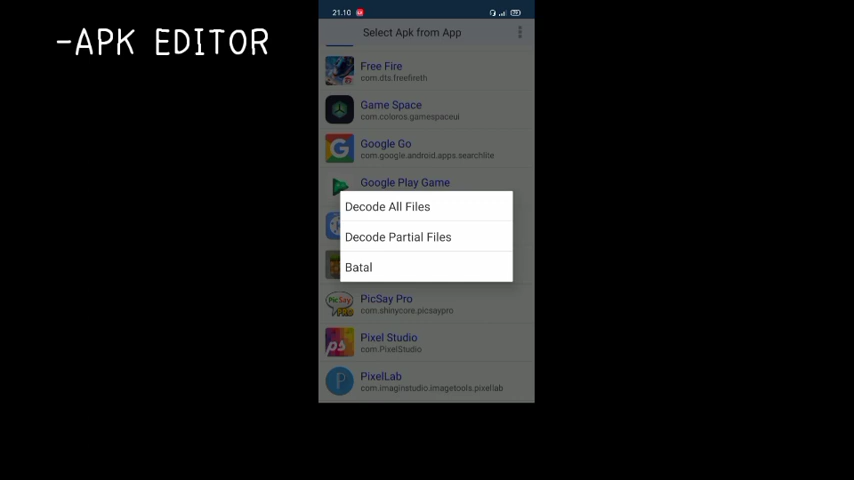 -APK EDITOR
21.10
Select Apk from App
Free Fire
com.dts.freefireth
Game Space
com.coloros.gamespaceui
Google Go
com.google.android.apps.searchlite
Google Play Game
Decode All Files
Decode Partial Files
Batal
PicSay Pro
com.shinycore.picsaypro
Pixel Studio
com.PixelStudio
PixelLab
com.imaginstudio.imagetools.pixellab